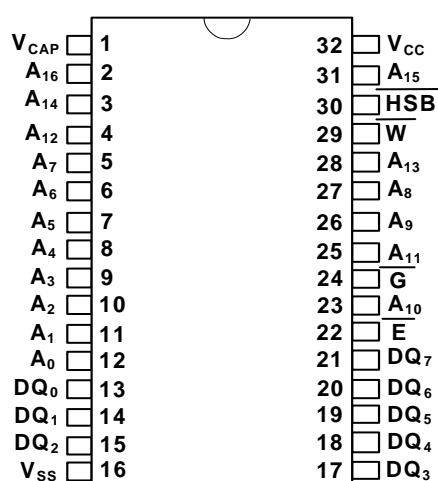 V_CAP 1 32 V_CC
A_16 2 31 A_15
A_14 3 30 H̅S̅B̅
A_12 4 29 W̅
A_7 5 28 A_13
A_6 6 27 A_8
A_5 7 26 A_9
A_4 8 25 A_11
A_3 9 24 G̅
A_2 10 23 A_10
A_1 11 22 E̅
A_0 12 21 DQ_7
DQ_0 13 20 DQ_6
DQ_1 14 19 DQ_5
DQ_2 15 18 DQ_4
V_SS 16 17 DQ_3